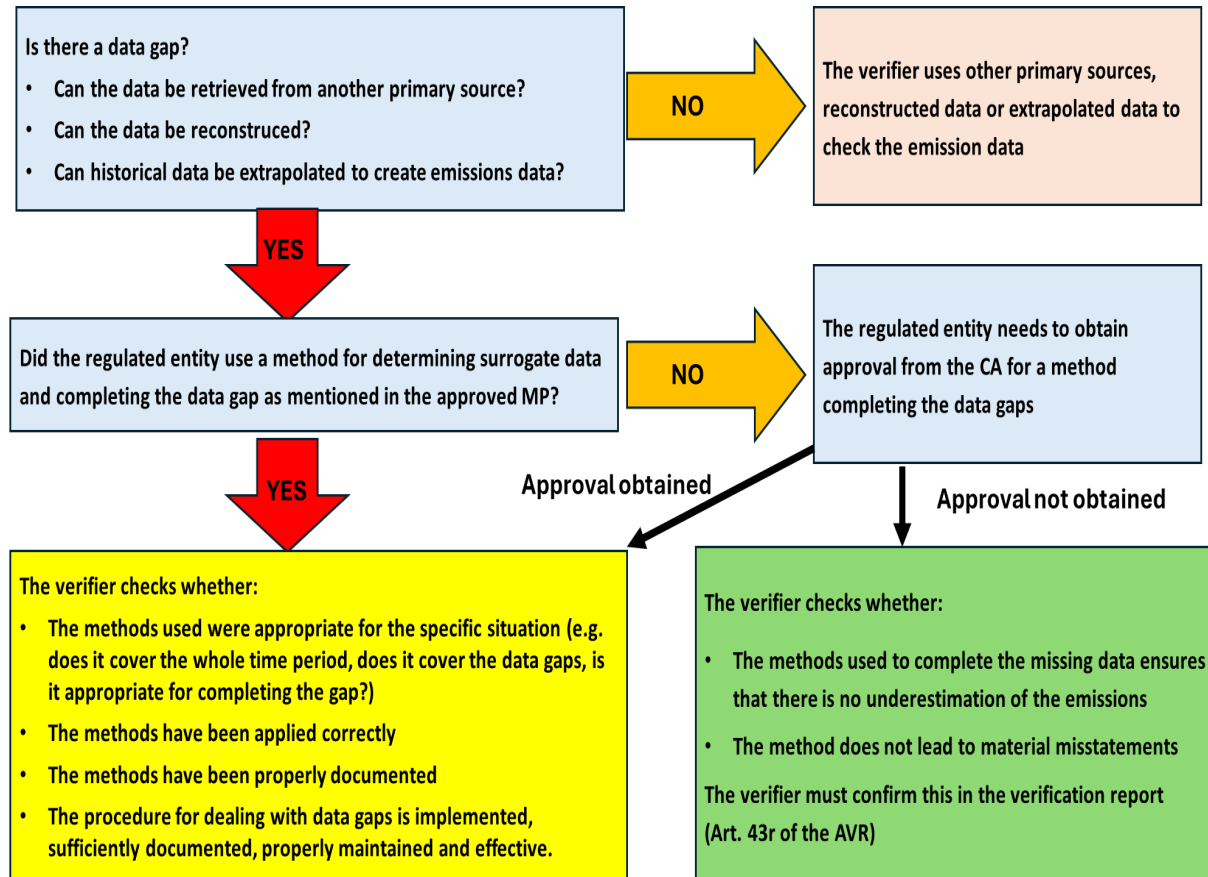 Is there a data gap?
• Can the data be retrieved from another primary source?
• Can the data be reconstruced?
• Can historical data be extrapolated to create emissions data?
NO
The verifier uses other primary sources,
reconstructed data or extrapolated data to
check the emission data
YES
Did the regulated entity use a method for determining surrogate data
and completing the data gap as mentioned in the approved MP?
NO
The regulated entity needs to obtain
approval from the CA for a method
completing the data gaps
YES
Approval obtained
Approval not obtained
The verifier checks whether:
• The methods used were appropriate for the specific situation (e.g.
does it cover the whole time period, does it cover the data gaps, is
it appropriate for completing the gap?)
• The methods have been applied correctly
• The methods have been properly documented
• The procedure for dealing with data gaps is implemented,
sufficiently documented, properly maintained and effective.
The verifier checks whether:
• The methods used to complete the missing data ensures
that there is no underestimation of the emissions
• The method does not lead to material misstatements
The verifier must confirm this in the verification report
(Art. 43r of the AVR)